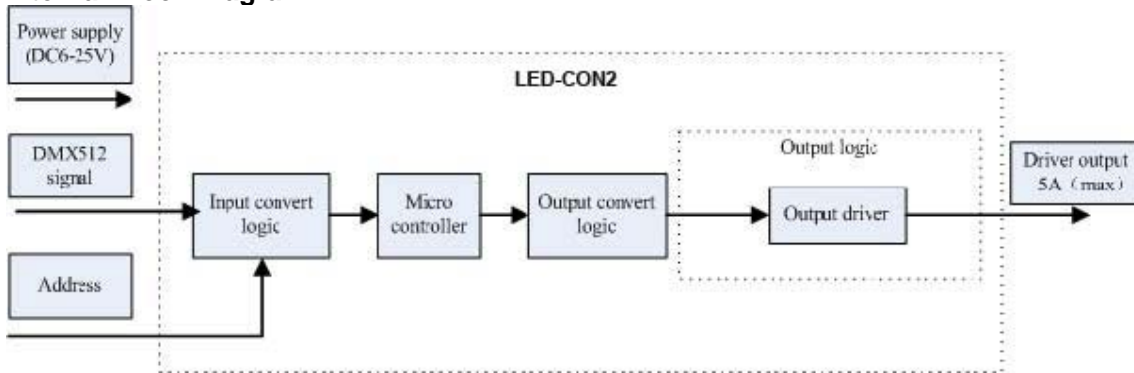 Power supply
(DC6-25V)
LED-CON2
DMX512
signal
Output logic
Driver output
5A (max)
Input convert
logic
Micro
controller
Output convert
logic
Output driver
Address